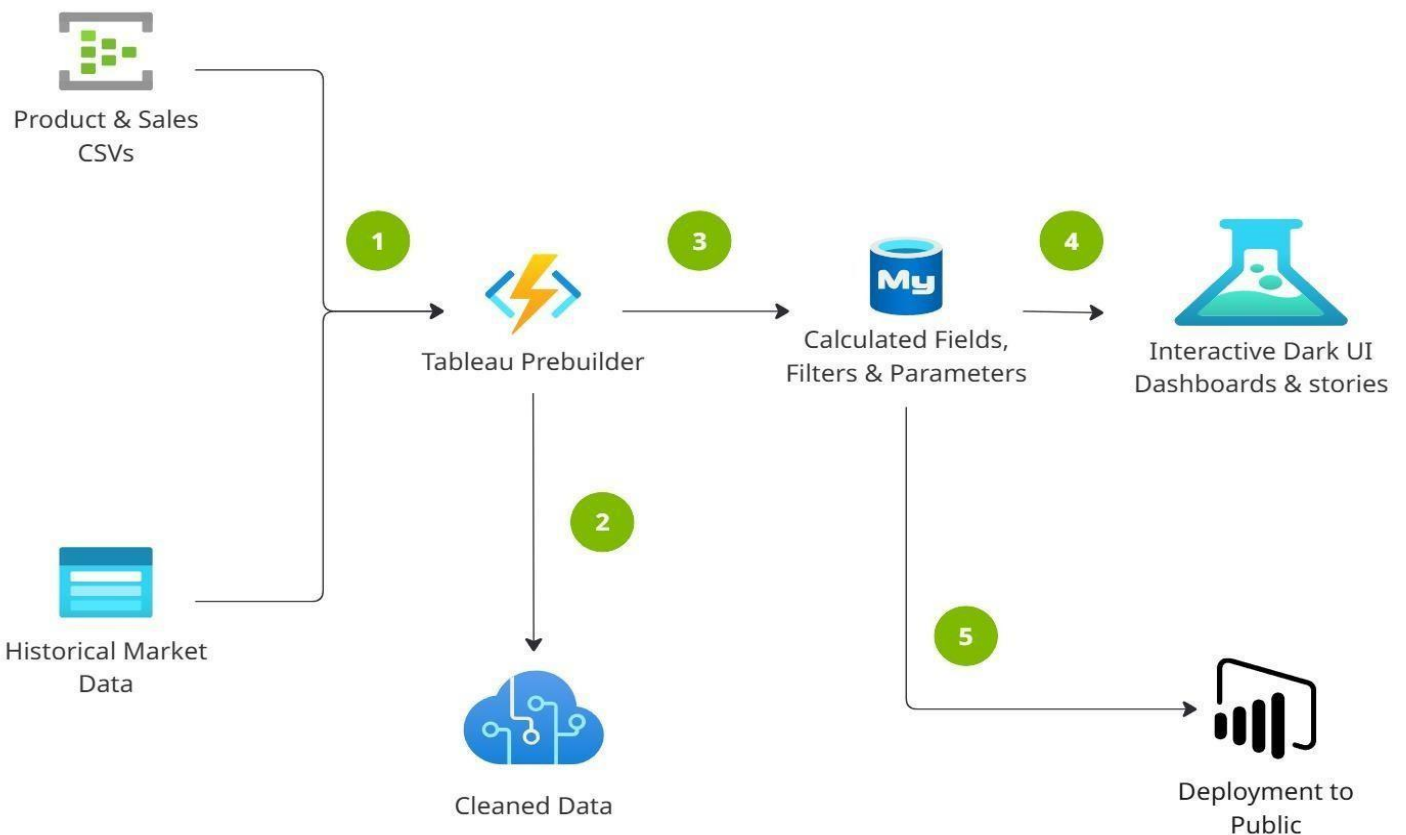 Product & Sales
CSVs
1
3
4
My
Tableau Prebuilder
Calculated Fields,
Filters & Parameters
Interactive Dark UI
Dashboards & stories
2
5
Historical Market
Data
Cleaned Data
Deployment to
Public